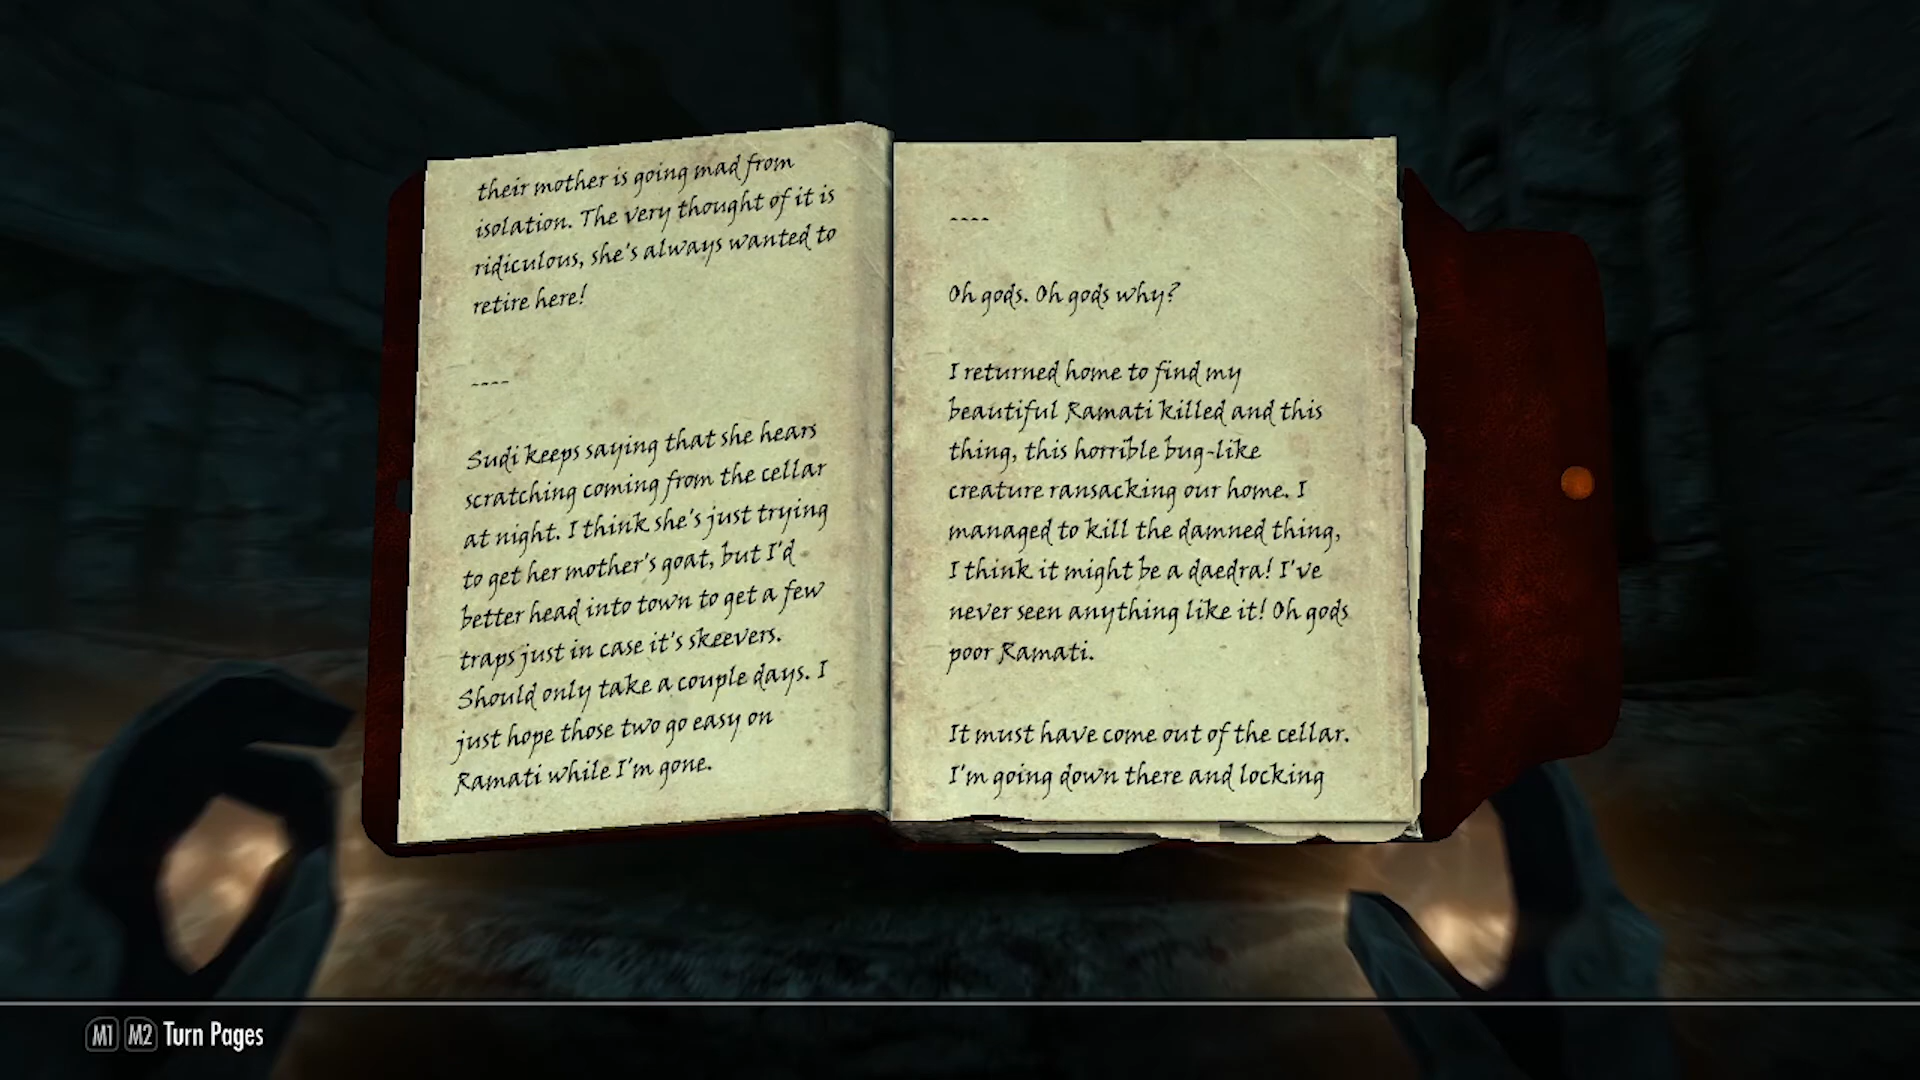 their mother is going mad from
isolation. The very thought of it is
ridiculous, she's always wanted to
retire here!
----
Sudi keeps saying that she hears
scratching coming from the cellar
at night. I think she's just trying
to get her mother's goat, but I'd
better head into town to get a few
traps just in case it's skeevers.
Should only take a couple days. I
just hope those two go easy on
Ramati while I'm gone.
----
Oh gods. Oh gods why?
I returned home to find my
beautiful Ramati killed and this
thing, this horrible bug-like
creature ransacking our home. I
managed to kill the damned thing,
I think it might be a daedra! I've
never seen anything like it! Oh gods
poor Ramati.
It must have come out of the cellar.
I'm going down there and locking
M1 M2 Turn Pages